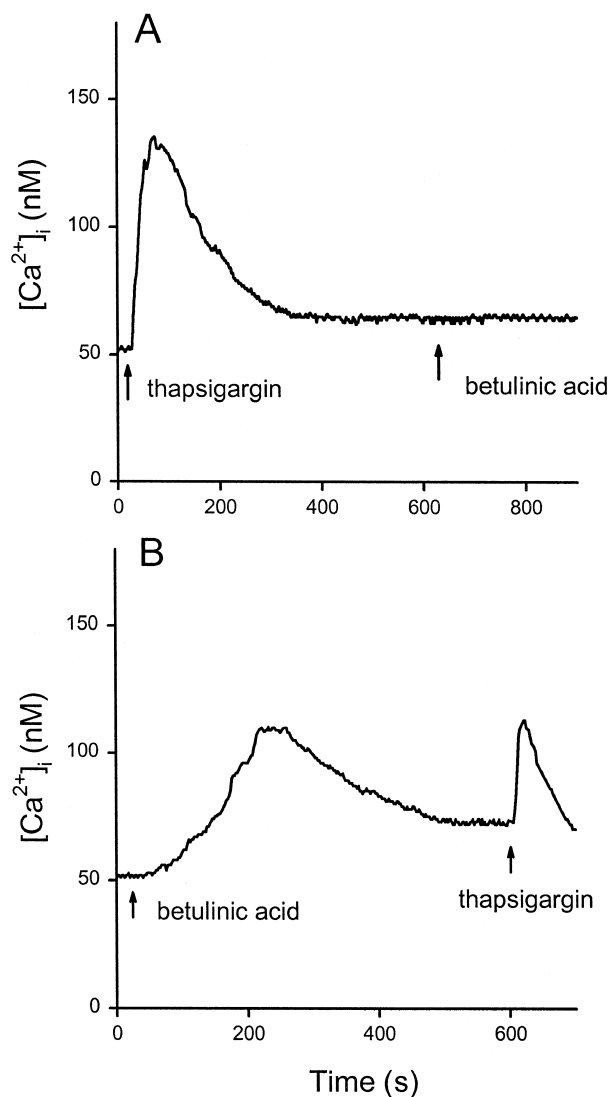 A
150
100
50
0
[Ca2+]i (nM)
thapsigargin
betulinic acid
0 200 400 600 800
B
150
100
50
0
[Ca2+]i (nM)
betulinic acid
thapsigargin
0 200 400 600
Time (s)